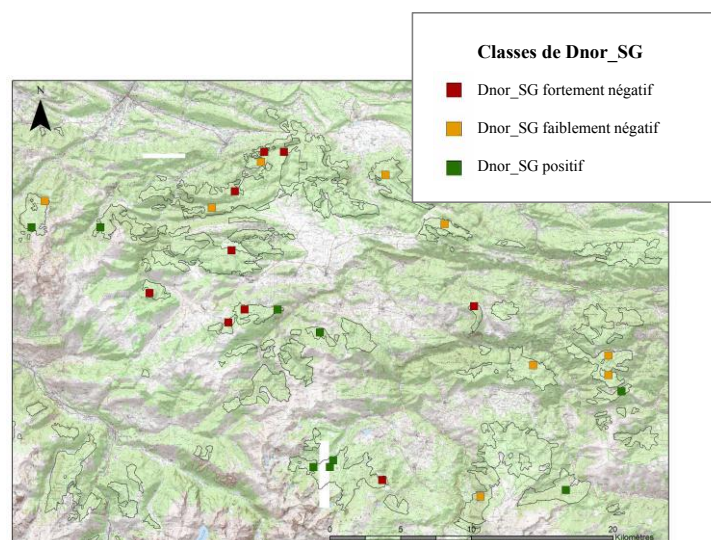 Classes de Dnor_SG
Dnor_SG fortement négatif
Dnor_SG faiblement négatif
Dnor_SG positif
N
0 5 10 20
Kilomètres